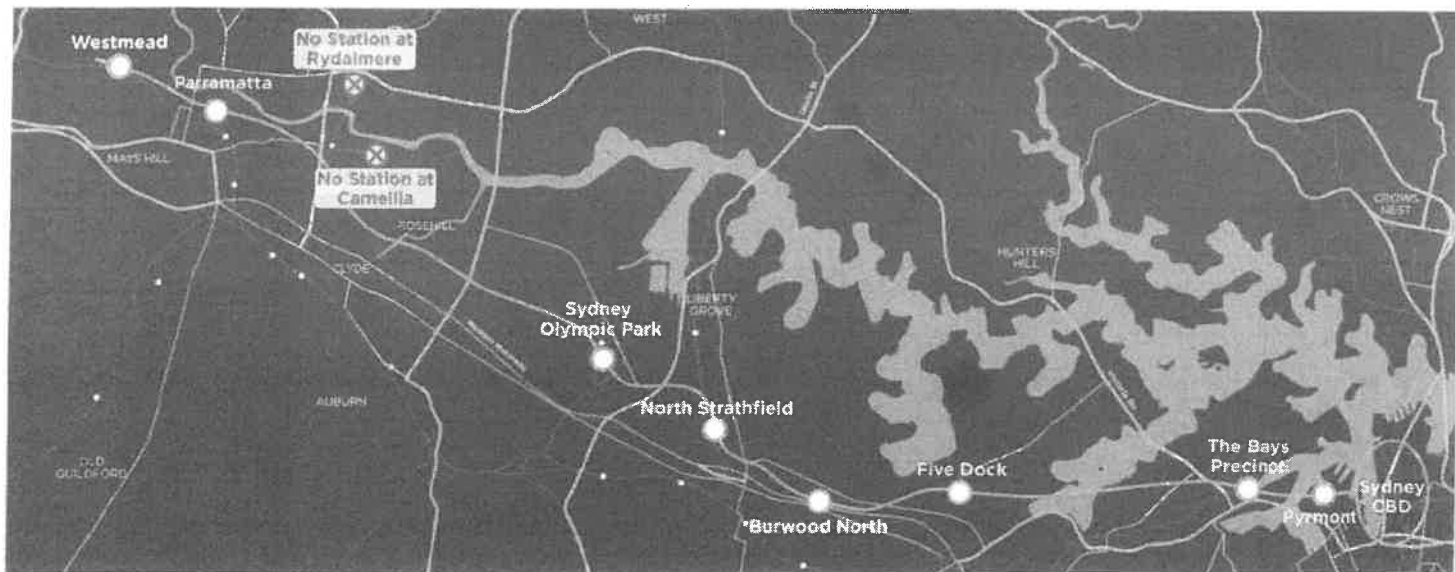 WEST
Westmead
No Station at
Rydalmere
Parramatta
MAYS HILL
No Station at
Camellia
ROSEHILL
CROWS
NEST
HUNTERS
HILL
CLYDE
LIBERTY
GROVE
Sydney
Olympic Park
AUBURN
North Strathfield
OLD
GUILDFORD
Five Dock
The Bays
Precinct
Sydney
CBD
Pyrmont
Burwood North